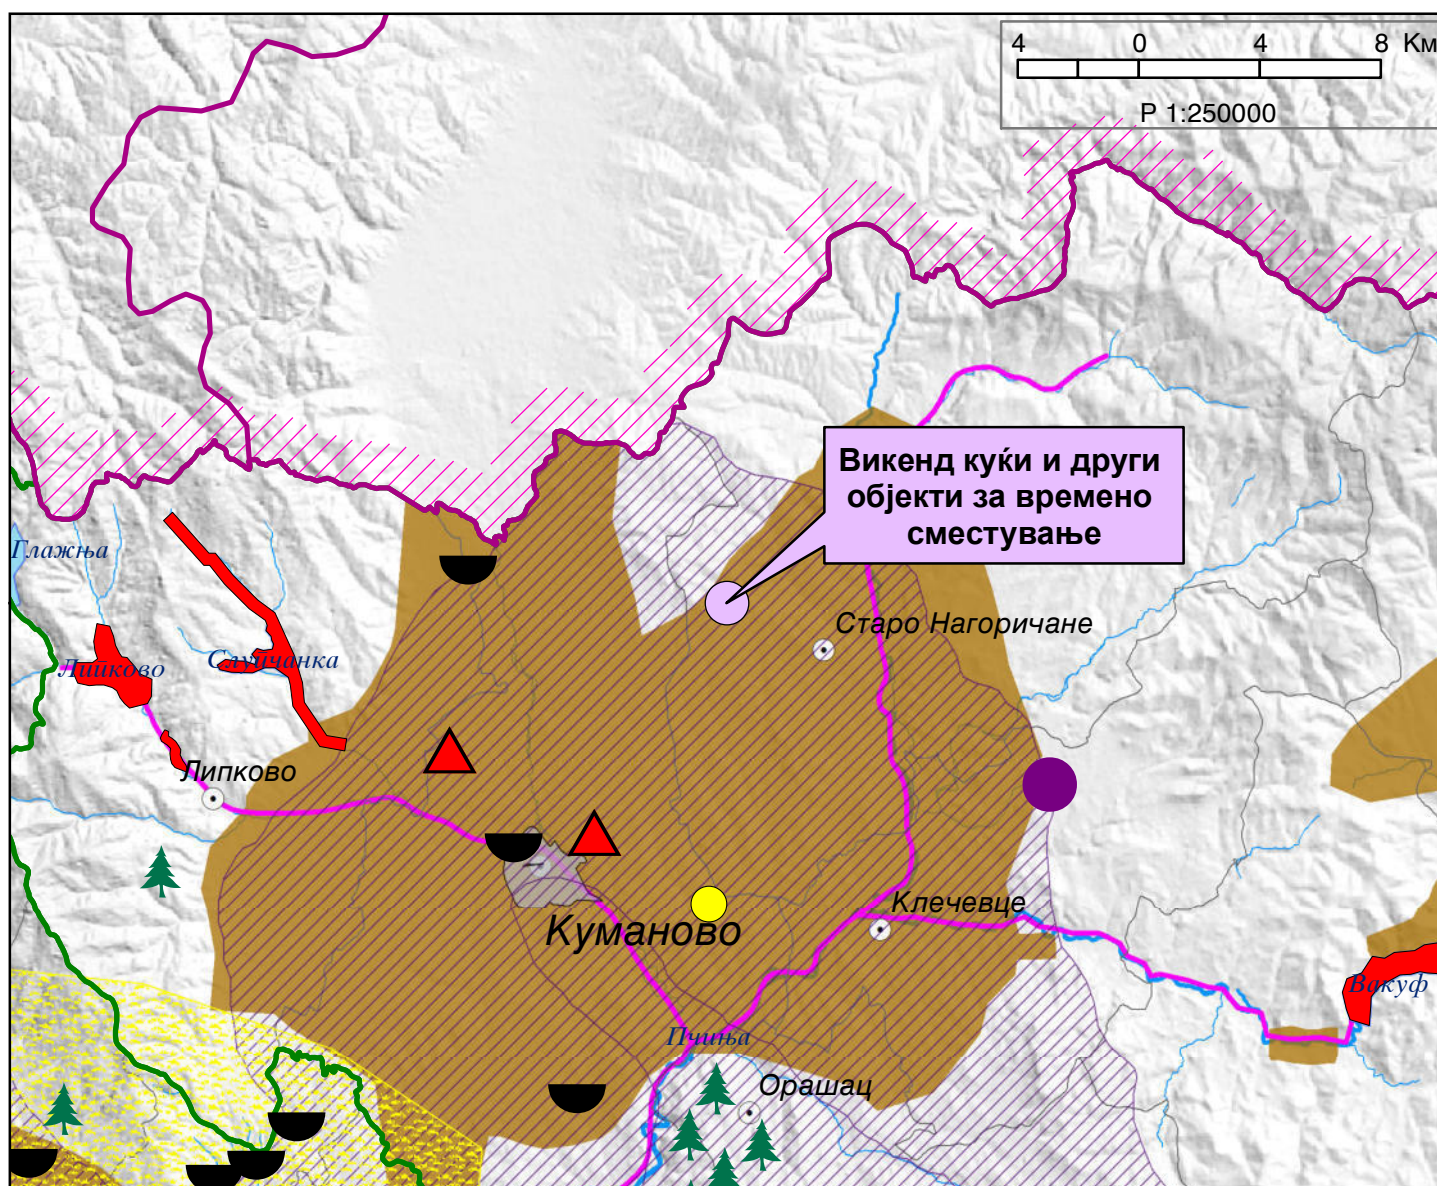 4 0 4 8 Км
Р 1:250000
Викенд куќи и други
објекти за времено
сместување
Глажња
Старо Нагоричане
Липково
Слупчанка
Липково
Клечевце
Куманово
Вакуф
Пчиња
Орашац